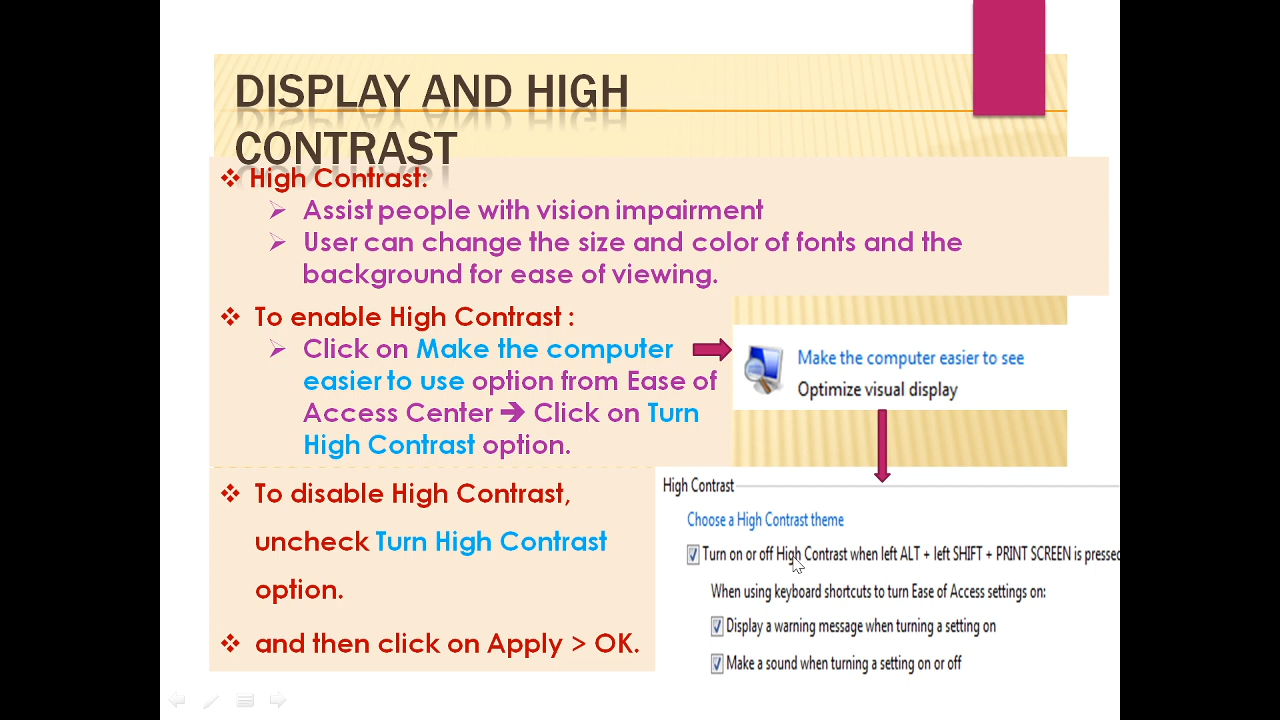 DISPLAY AND HIGH
CONTRAST
❖ High Contrast:
➢ Assist people with vision impairment
➢ User can change the size and color of fonts and the
background for ease of viewing.
❖ To enable High Contrast :
➢ Click on Make the computer
easier to use option from Ease of
Access Center ➔ Click on Turn
High Contrast option.
Make the computer easier to see
Optimize visual display
❖ To disable High Contrast,
uncheck Turn High Contrast
option.
❖ and then click on Apply > OK.
High Contrast
Choose a High Contrast theme
Turn on or off High Contrast when left ALT + left SHIFT + PRINT SCREEN is pressed
When using keyboard shortcuts to turn Ease of Access settings on:
Display a warning message when turning a setting on
Make a sound when turning a setting on or off